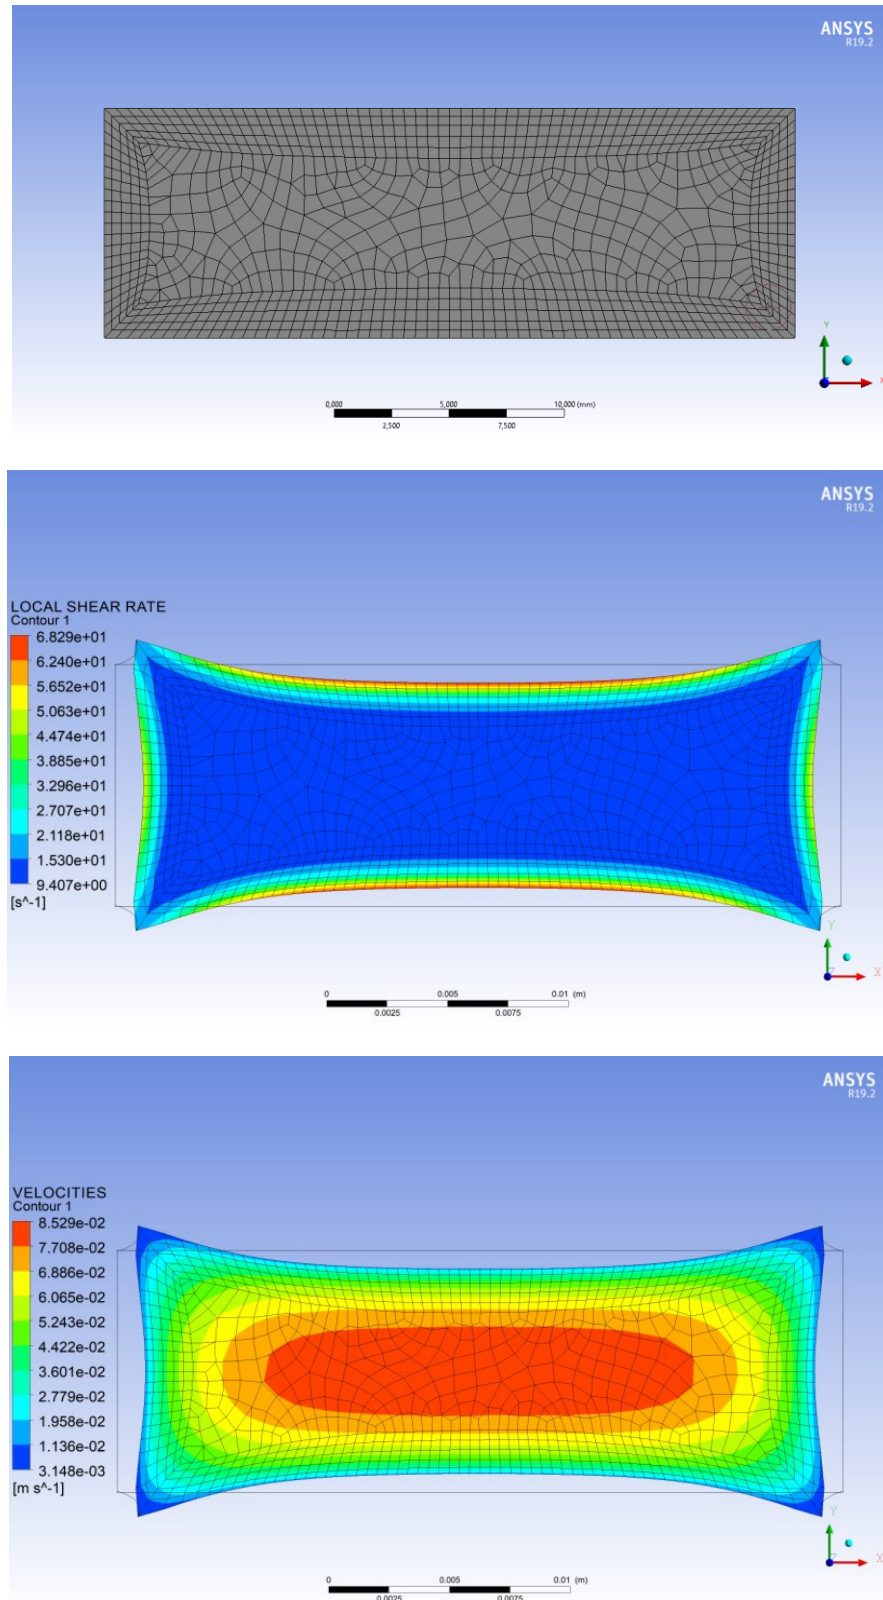 ANSYS
R19.2
Y
X
0,000 5,000 10,000 (mm)
2,500 7,500
ANSYS
R19.2
LOCAL SHEAR RATE
Contour 1
6.829e+01
6.240e+01
5.652e+01
5.063e+01
4.474e+01
3.885e+01
3.296e+01
2.707e+01
2.118e+01
1.530e+01
9.407e+00
[s^-1]
Y
Z X
0 0.005 0.01 (m)
0.0025 0.0075
ANSYS
R19.2
VELOCITIES
Contour 1
8.529e-02
7.708e-02
6.886e-02
6.065e-02
5.243e-02
4.422e-02
3.601e-02
2.779e-02
1.958e-02
1.136e-02
3.148e-03
[m s^-1]
Y
Z X
0 0.005 0.01 (m)
0.0025 0.0075